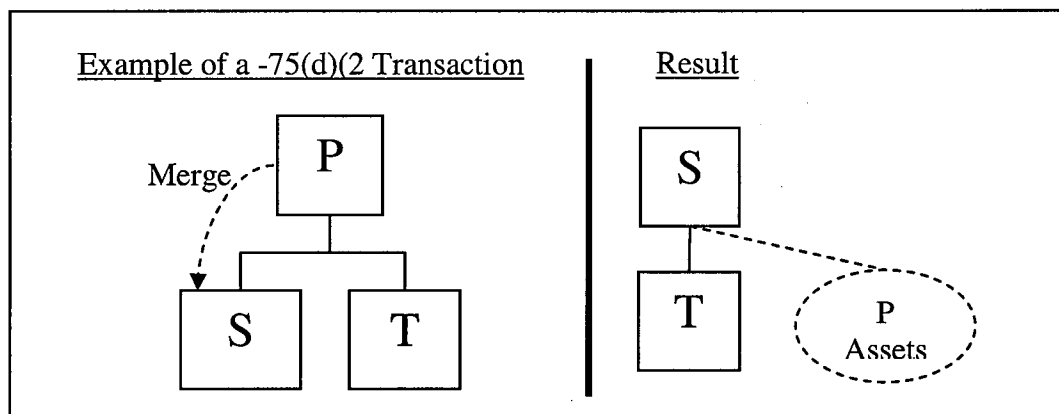 Example of a -75(d)(2 Transaction
P
Merge
S
T
Result
S
T
P
Assets